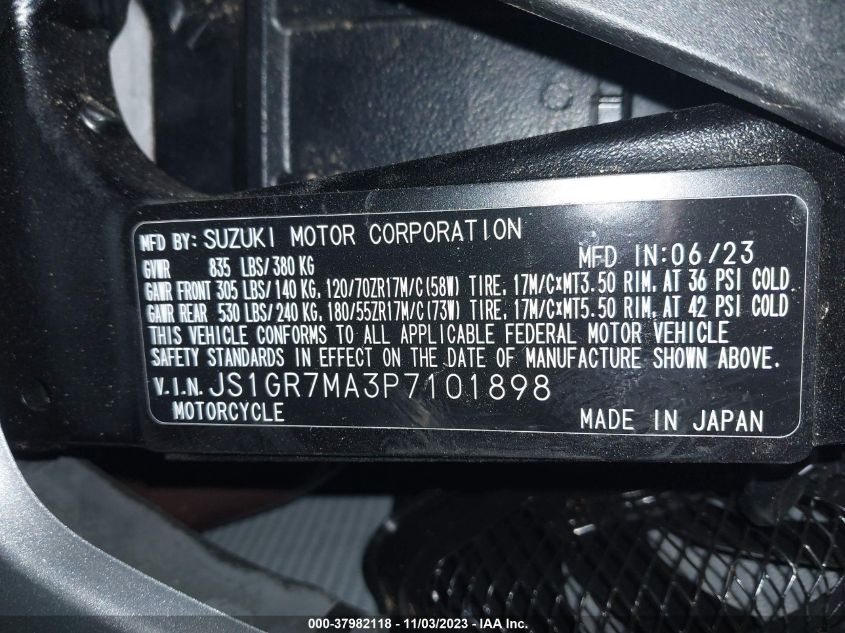 MFD BY: SUZUKI MOTOR CORPORATION
GVWR 835 LBS/380 KG MFD IN:06/23
GAWR FRONT 305 LBS/140 KG, 120/70ZR17M/C(58W) TIRE, 17M/C×MT3.50 RIM, AT 36 PSI COLD
GAWR REAR 530 LBS/240 KG, 180/55ZR17M/C(73W) TIRE, 17M/C×MT5.50 RIM, AT 42 PSI COLD
THIS VEHICLE CONFORMS TO ALL APPLICABLE FEDERAL MOTOR VEHICLE
SAFETY STANDARDS IN EFFECT ON THE DATE OF MANUFACTURE SHOWN ABOVE.
V.I.N. JS1GR7MA3P7101898
MOTORCYCLE MADE IN JAPAN
000-37982118 - 11/03/2023 - IAA Inc.